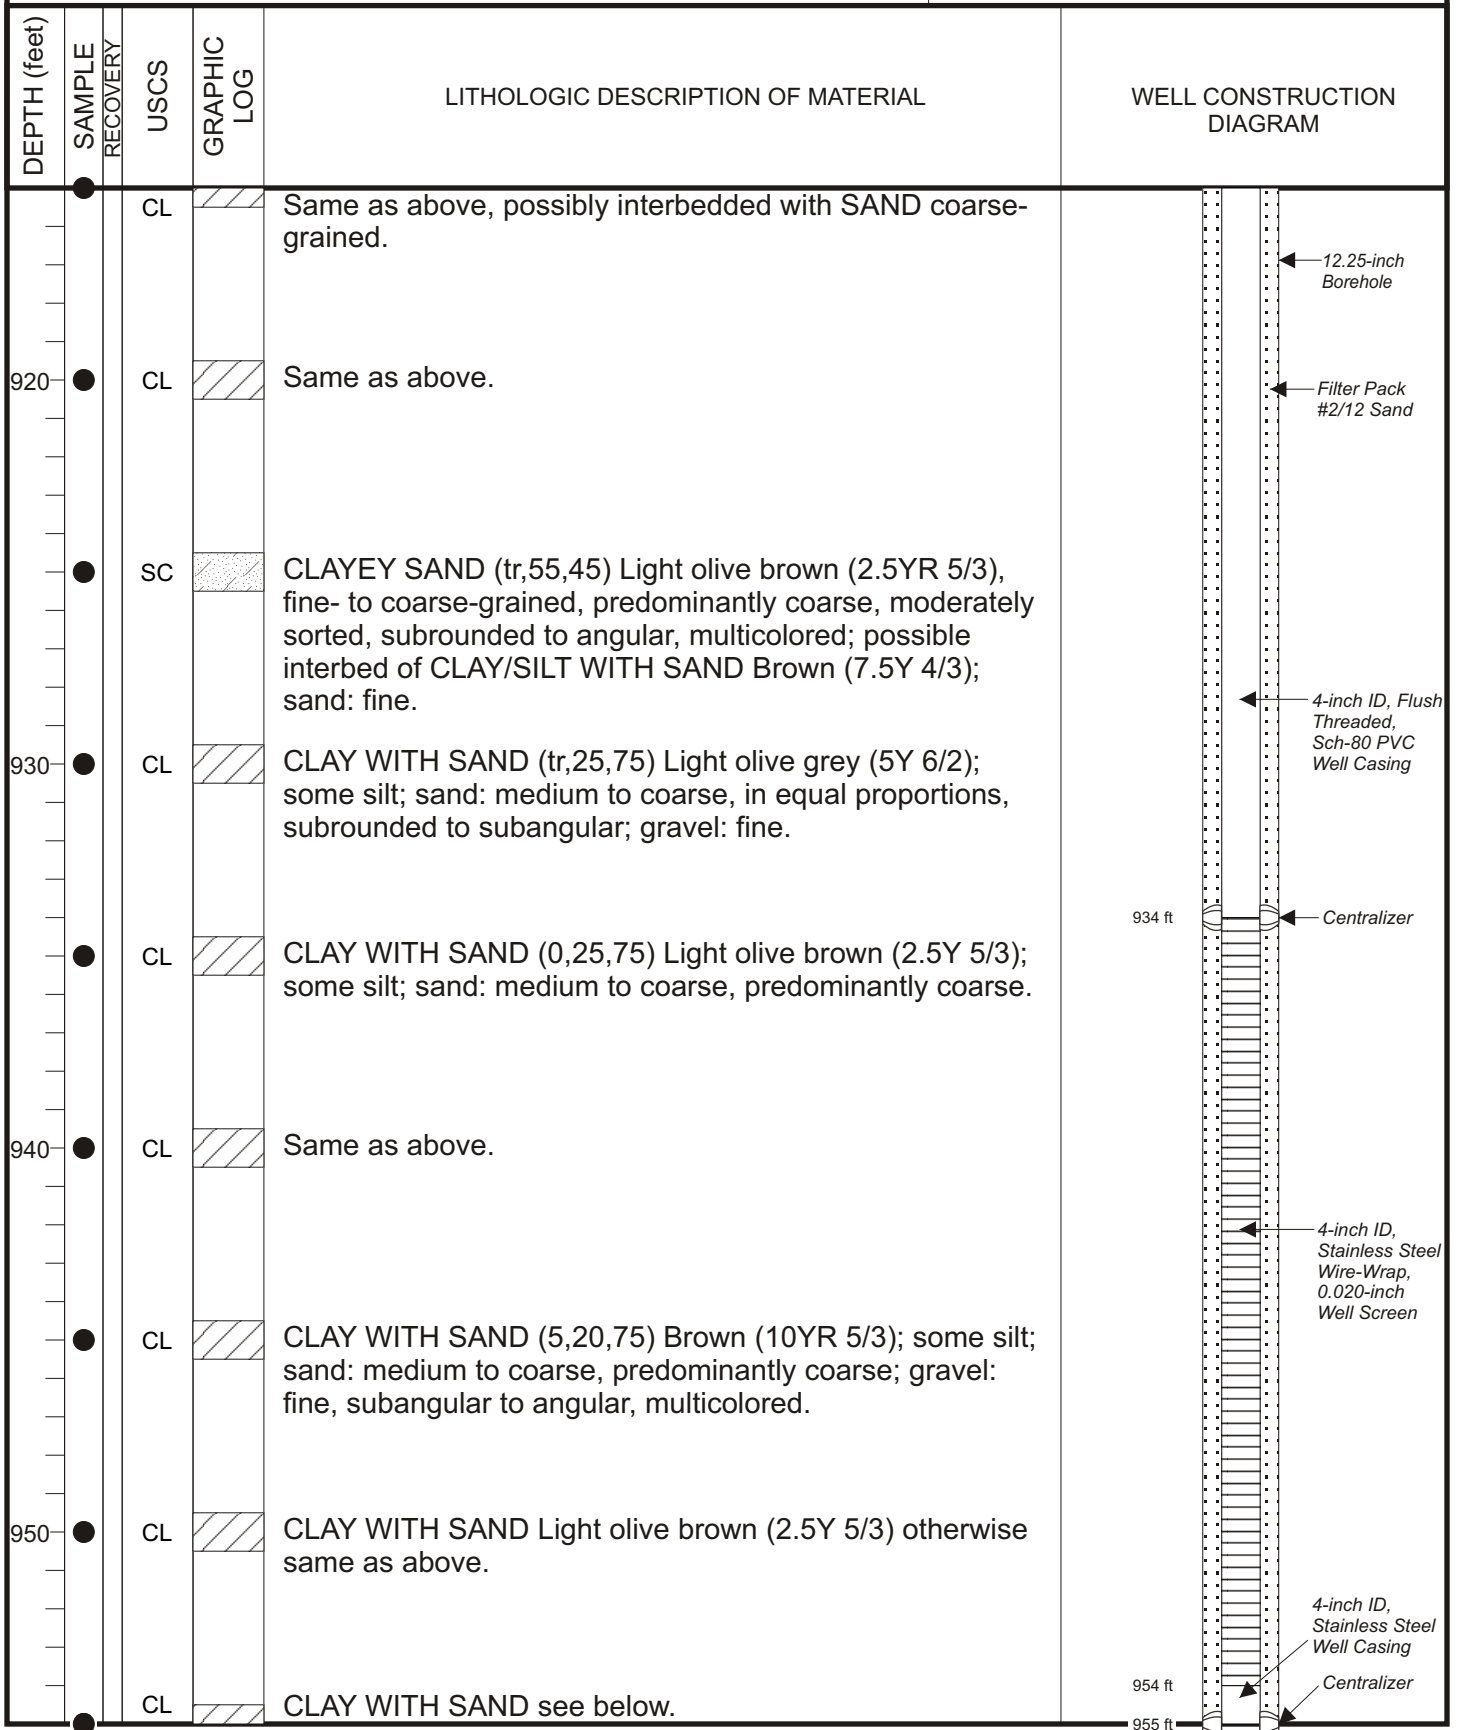 DEPTH (feet)
SAMPLE
RECOVERY
USCS
GRAPHIC
LOG
LITHOLOGIC DESCRIPTION OF MATERIAL
WELL CONSTRUCTION
DIAGRAM
CL
Same as above, possibly interbedded with SAND coarse-
grained.
12.25-inch
Borehole
920
CL
Same as above.
Filter Pack
#2/12 Sand
SC
CLAYEY SAND (tr,55,45) Light olive brown (2.5YR 5/3),
fine- to coarse-grained, predominantly coarse, moderately
sorted, subrounded to angular, multicolored; possible
interbed of CLAY/SILT WITH SAND Brown (7.5Y 4/3);
sand: fine.
4-inch ID, Flush
Threaded,
Sch-80 PVC
Well Casing
930
CL
CLAY WITH SAND (tr,25,75) Light olive grey (5Y 6/2);
some silt; sand: medium to coarse, in equal proportions,
subrounded to subangular; gravel: fine.
934 ft
Centralizer
CL
CLAY WITH SAND (0,25,75) Light olive brown (2.5Y 5/3);
some silt; sand: medium to coarse, predominantly coarse.
940
CL
Same as above.
4-inch ID,
Stainless Steel
Wire-Wrap,
0.020-inch
Well Screen
CL
CLAY WITH SAND (5,20,75) Brown (10YR 5/3); some silt;
sand: medium to coarse, predominantly coarse; gravel:
fine, subangular to angular, multicolored.
950
CL
CLAY WITH SAND Light olive brown (2.5Y 5/3) otherwise
same as above.
4-inch ID,
Stainless Steel
Well Casing
954 ft
Centralizer
CL
CLAY WITH SAND see below.
955 ft